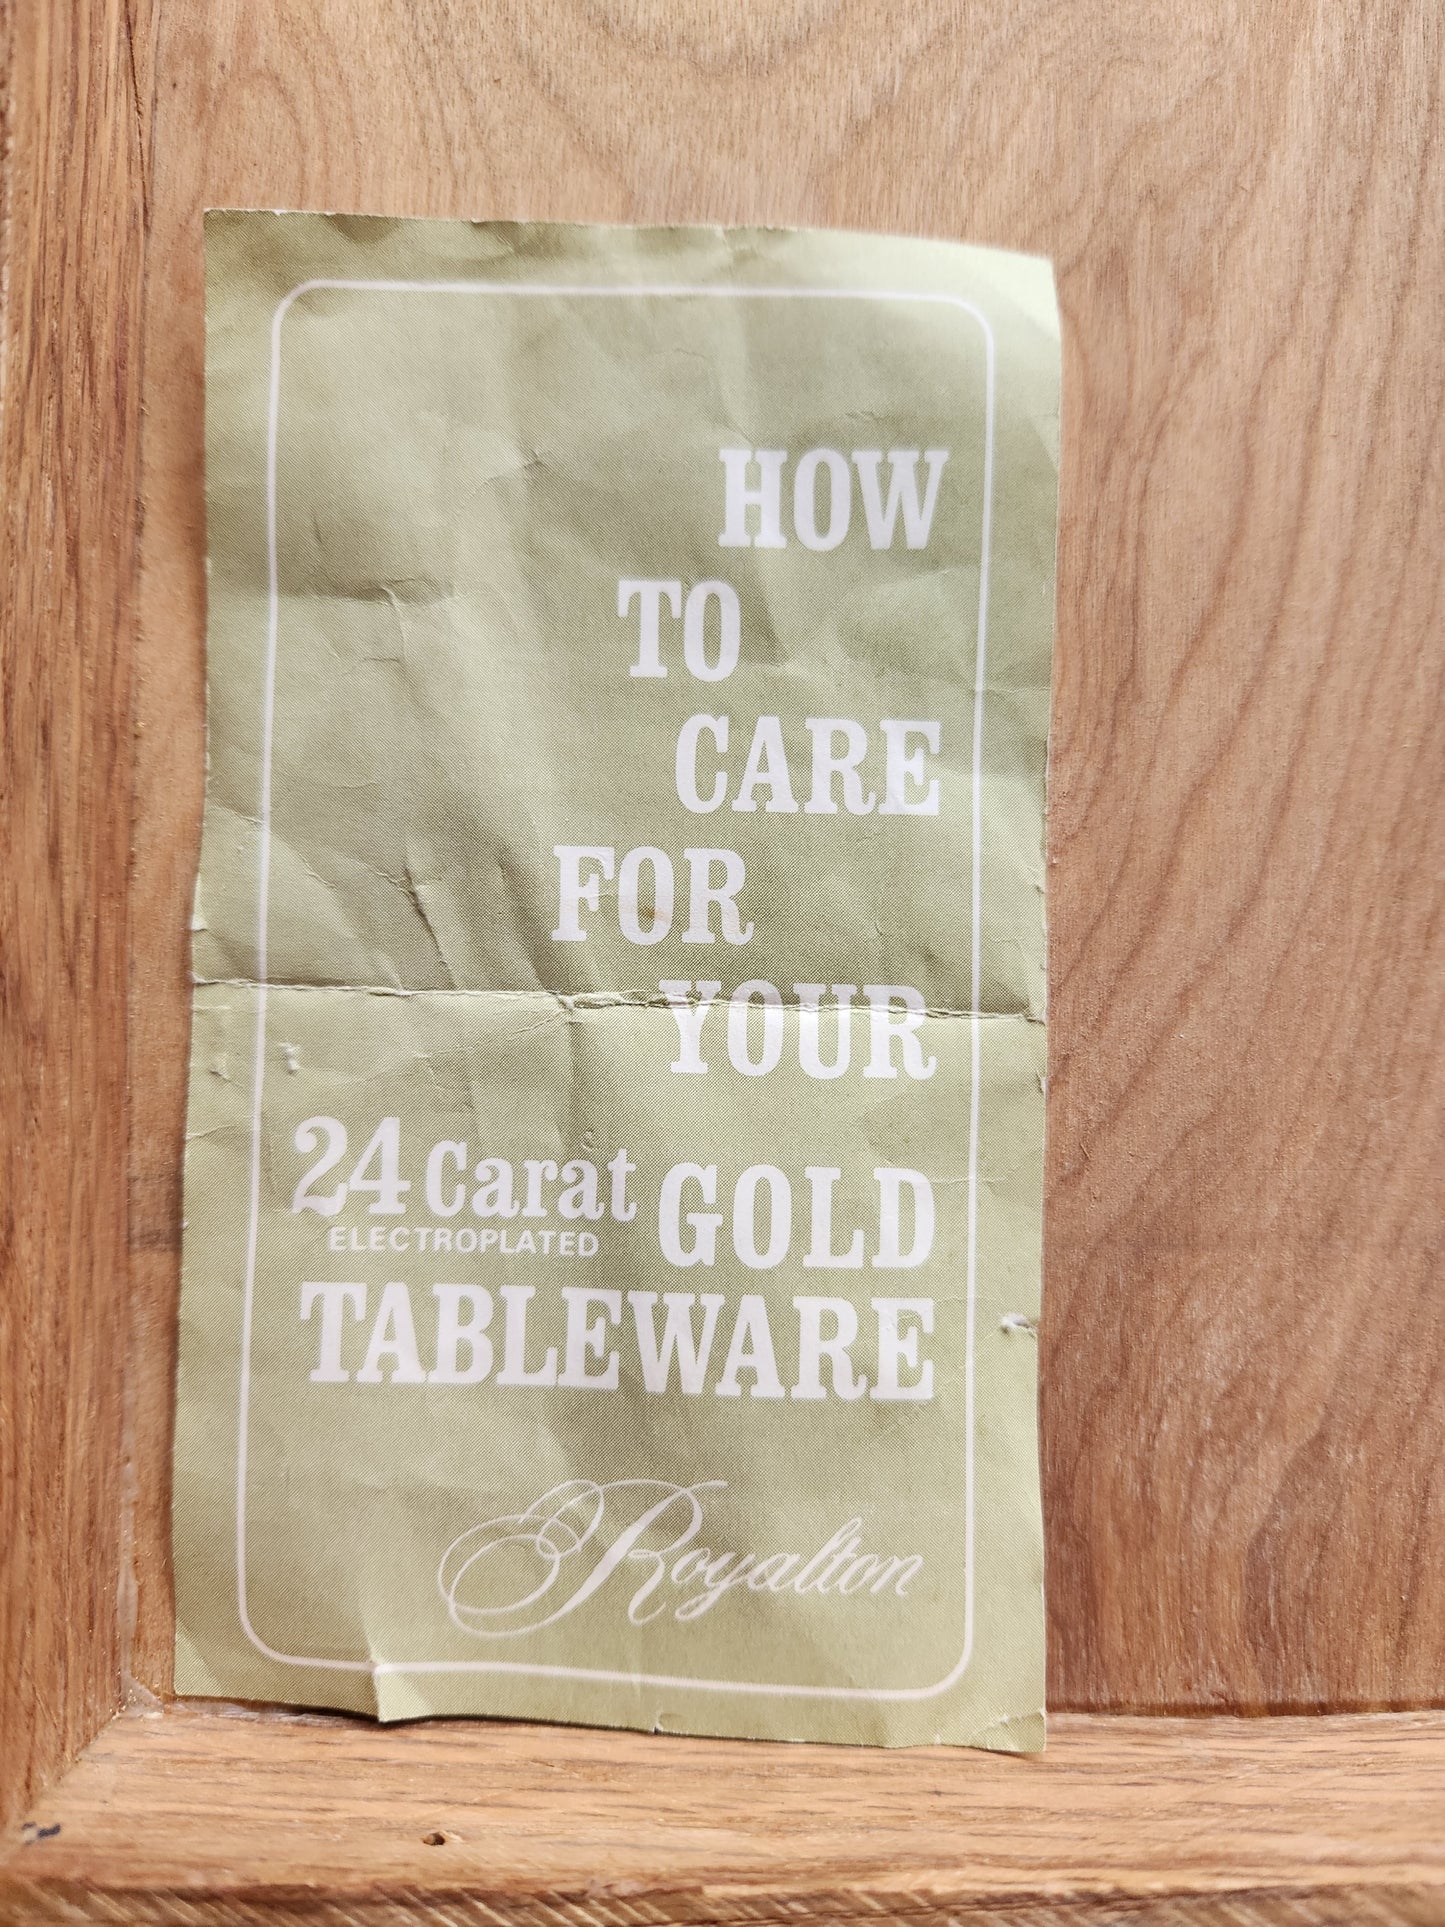 HOW
TO
CARE
FOR
YOUR
24 Carat GOLD
ELECTROPLATED
TABLEWARE
Royalton